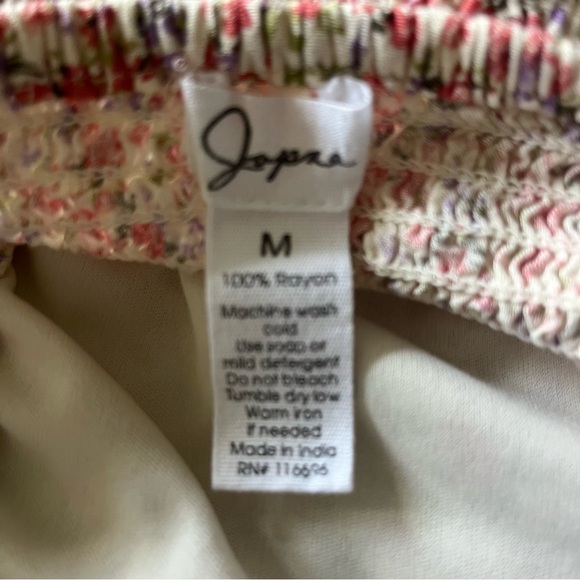 Japna
M
100% Rayon
Machine wash
cold
Use soap or
mild detergent
Do not bleach
Tumble dry low
Warm iron
if needed
Made in India
RN# 116696